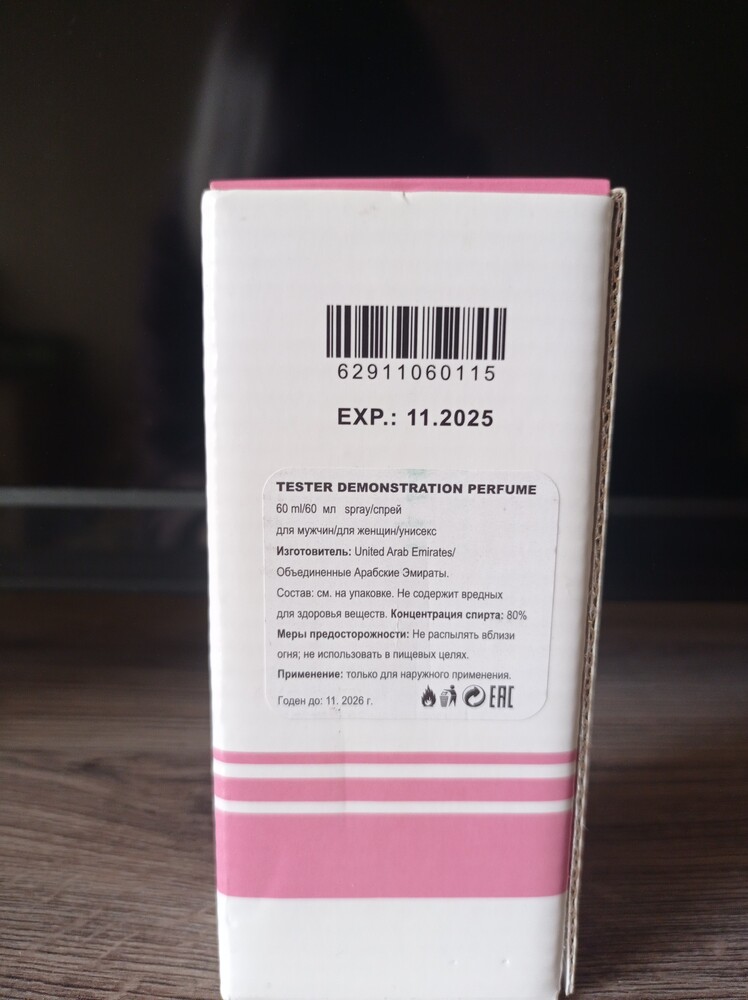 62911060115
EXP.: 11.2025
TESTER DEMONSTRATION PERFUME
60 ml/60 мл spray/спрей
для мужчин/для женщин/унисекс
Изготовитель: United Arab Emirates/
Объединенные Арабские Эмираты.
Состав: см. на упаковке. Не содержит вредных
для здоровья веществ. Концентрация спирта: 80%
Меры предосторожности: Не распылять вблизи
огня; не использовать в пищевых целях.
Применение: только для наружного применения.
Годен до: 11. 2026 г. EAC